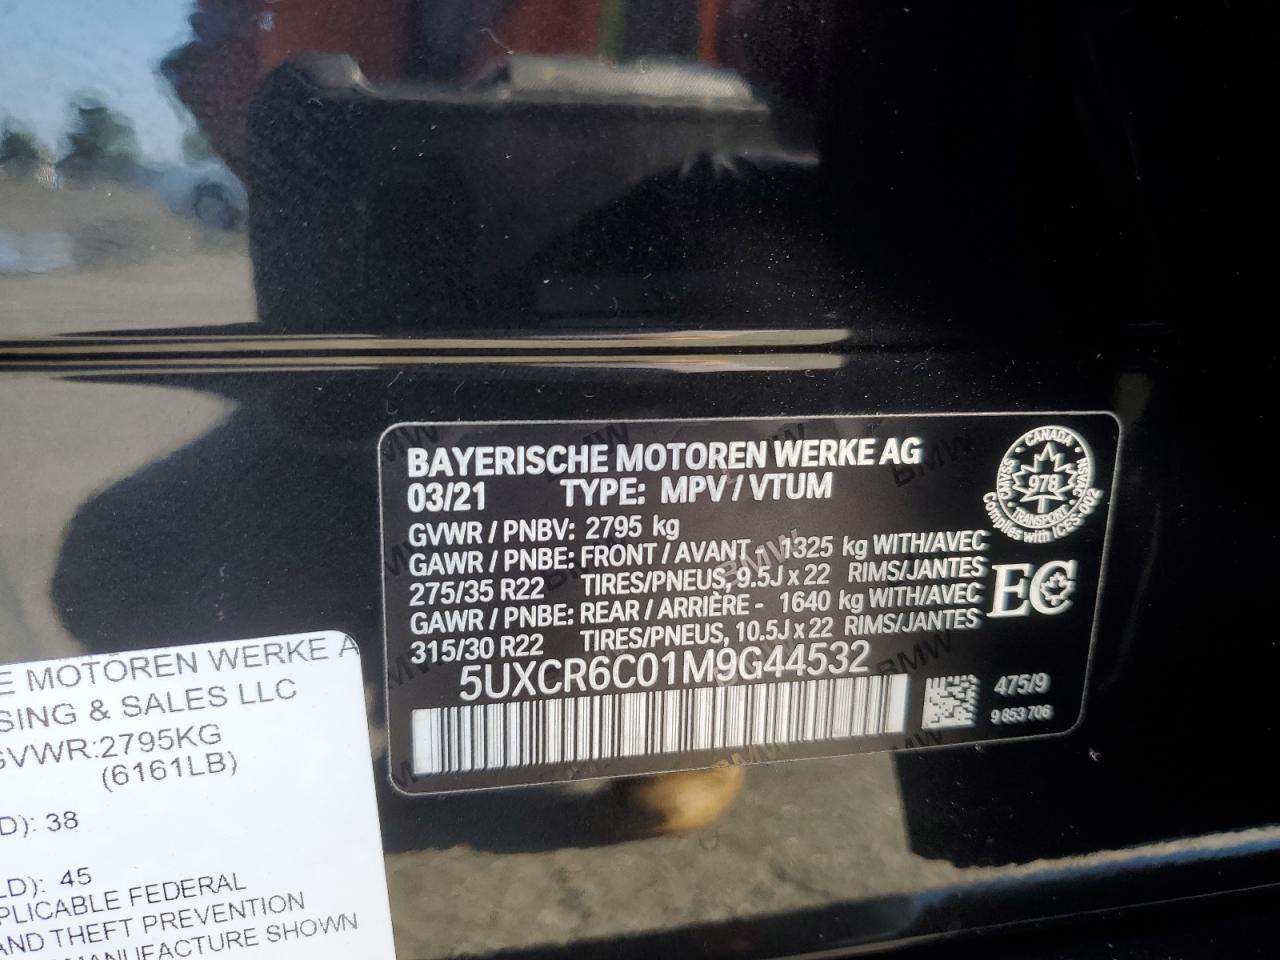 BAYERISCHE MOTOREN WERKE AG
03/21 TYPE: MPV / VTUM
GVWR / PNBV: 2795 kg
GAWR / PNBE: FRONT / AVANT - 1325 kg WITH/AVEC
275/35 R22 TIRES/PNEUS, 9.5J x 22 RIMS/JANTES
GAWR / PNBE: REAR / ARRIÈRE - 1640 kg WITH/AVEC
315/30 R22 TIRES/PNEUS, 10.5J x 22 RIMS/JANTES
5UXCR6C01M9G44532
475/9
9 853 706
CANADA
CMVSS 978 NSVAC
TRANSPORT
Complies with ICES-002
EC
E MOTOREN WERKE A
SING & SALES LLC
GVWR:2795KG
(6161LB)
D): 38
LD): 45
PLICABLE FEDERAL
AND THEFT PREVENTION
MANUFACTURE SHOWN